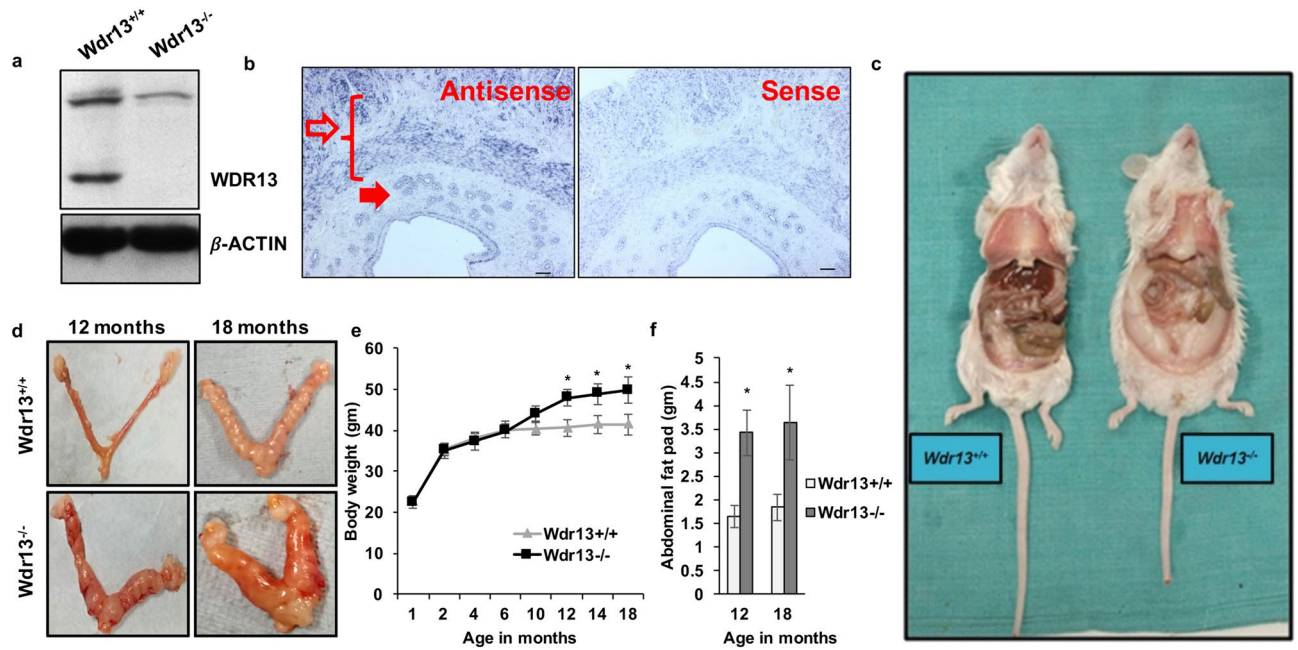 a
Wdr13+/+
Wdr13-/-
WDR13
β-ACTIN
b
Antisense
Sense
c
Wdr13+/+
Wdr13-/-
d
12 months
18 months
Wdr13+/+
Wdr13-/-
e
60
50
40
30
20
10
0
Body weight (gm)
* * *
Wdr13+/+
Wdr13-/-
1 2 4 6 10 12 14 18
Age in months
f
5
4.5
4
3.5
3
2.5
2
1.5
1
0.5
0
Abdominal fat pad (gm)
* *
Wdr13+/+
Wdr13-/-
12 18
Age in months